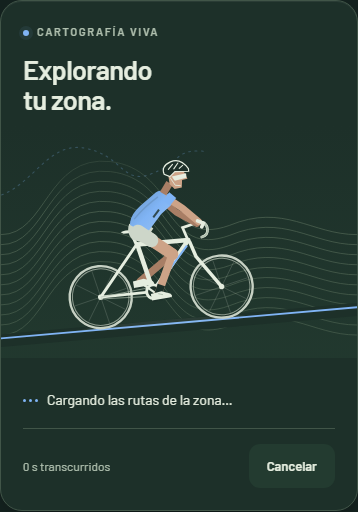 CARTOGRAFÍA VIVA
Explorando
tu zona.
Cargando las rutas de la zona...
0 s transcurridos
Cancelar